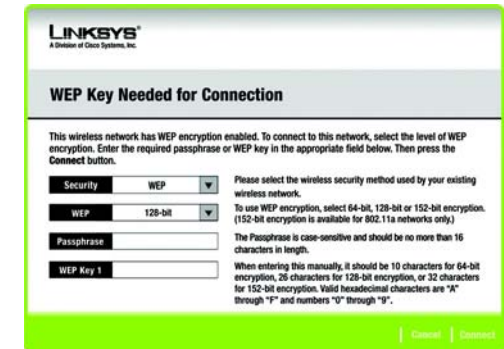 LINKSYS®
A Division of Cisco Systems, Inc.
WEP Key Needed for Connection
This wireless network has WEP encryption enabled. To connect to this network, select the level of WEP
encryption. Enter the required passphrase or WEP key in the appropriate field below. Then press the
Connect button.
Security WEP
Please select the wireless security method used by your existing
wireless network.
WEP 128-bit
To use WEP encryption, select 64-bit, 128-bit or 152-bit encryption.
(152-bit encryption is available for 802.11a networks only.)
Passphrase
The Passphrase is case-sensitive and should be no more than 16
characters in length.
WEP Key 1
When entering this manually, it should be 10 characters for 64-bit
encryption, 26 characters for 128-bit encryption, or 32 characters
for 152-bit encryption. Valid hexadecimal characters are "A"
through "F" and numbers "0" through "9".
Cancel Connect